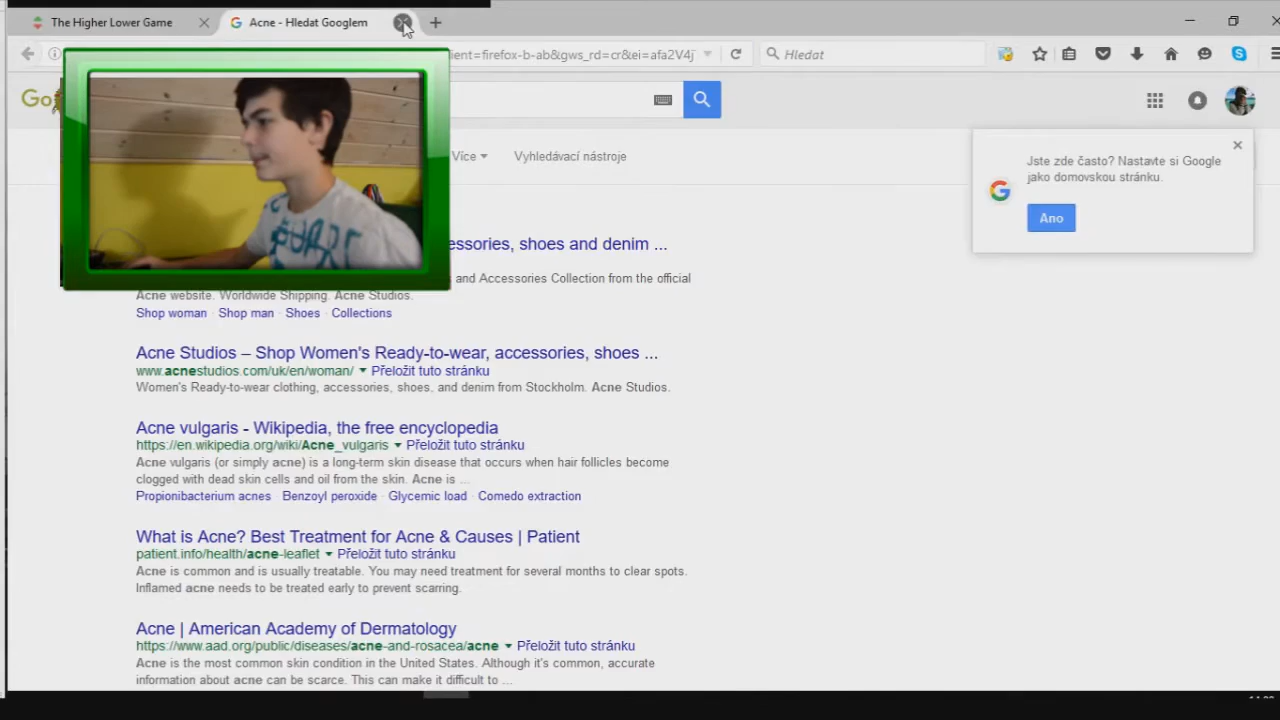 The Higher Lower Game
Acne - Hledat Googlem
ient=firefox-b-ab&gws_rd=cr&ei=afa2V4j
Hledat
Go
Více
Vyhledávací nástroje
Jste zde často? Nastavte si Google
jako domovskou stránku.
Ano
essories, shoes and denim ...
and Accessories Collection from the official
Acne website. Worldwide Shipping. Acne Studios.
Shop woman · Shop man · Shoes · Collections
Acne Studios – Shop Women's Ready-to-wear, accessories, shoes ...
www.acnestudios.com/uk/en/woman/ Přeložit tuto stránku
Women's Ready-to-wear clothing, accessories, shoes, and denim from Stockholm. Acne Studios.
Acne vulgaris - Wikipedia, the free encyclopedia
https://en.wikipedia.org/wiki/Acne_vulgaris Přeložit tuto stránku
Acne vulgaris (or simply acne) is a long-term skin disease that occurs when hair follicles become
clogged with dead skin cells and oil from the skin. Acne is ...
Propionibacterium acnes · Benzoyl peroxide · Glycemic load · Comedo extraction
What is Acne? Best Treatment for Acne & Causes | Patient
patient.info/health/acne-leaflet Přeložit tuto stránku
Acne is common and is usually treatable. You may need treatment for several months to clear spots.
Inflamed acne needs to be treated early to prevent scarring.
Acne | American Academy of Dermatology
https://www.aad.org/public/diseases/acne-and-rosacea/acne Přeložit tuto stránku
Acne is the most common skin condition in the United States. Although it's common, accurate
information about acne can be scarce. This can make it difficult to ...